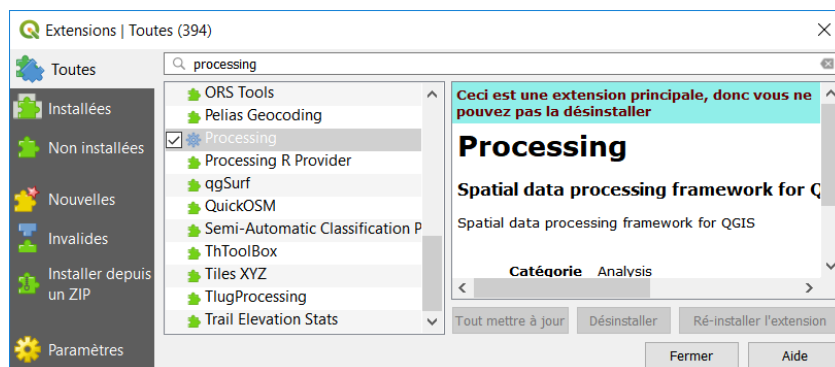 Extensions | Toutes (394)
Toutes
Installées
Non installées
Nouvelles
Invalides
Installer depuis
un ZIP
Paramètres
processing
ORS Tools
Pelias Geocoding
Processing
Processing R Provider
qgSurf
QuickOSM
Semi-Automatic Classification P
ThToolBox
Tiles XYZ
TlugProcessing
Trail Elevation Stats
Ceci est une extension principale, donc vous ne
pouvez pas la désinstaller
Processing
Spatial data processing framework for Q
Spatial data processing framework for QGIS
Catégorie Analysis
Tout mettre à jour
Désinstaller
Ré-installer l'extension
Fermer
Aide